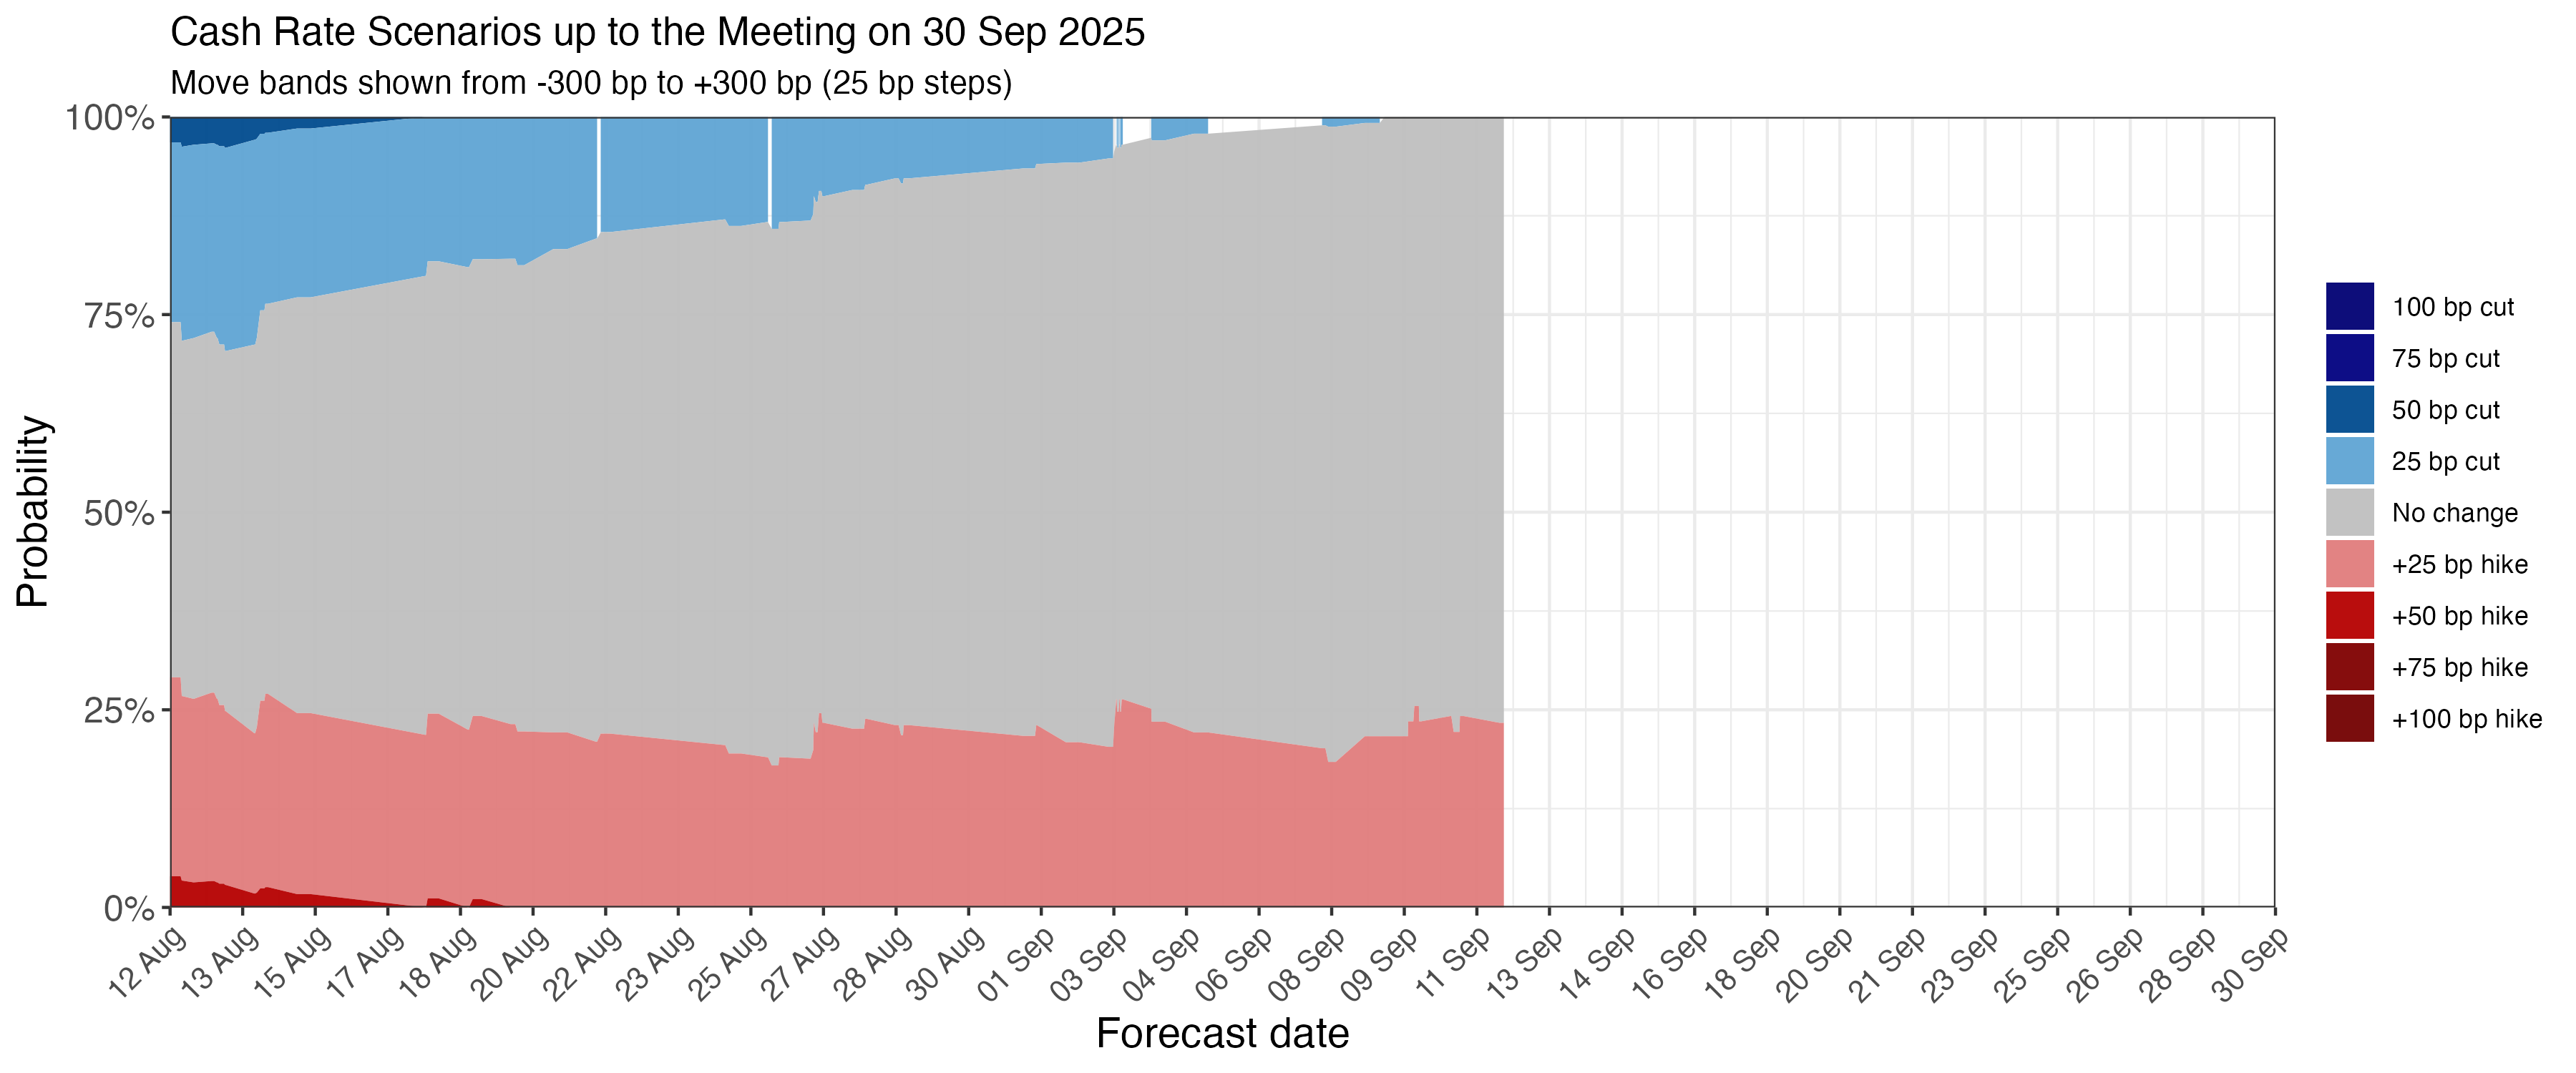 Cash Rate Scenarios up to the Meeting on 30 Sep 2025
Move bands shown from -300 bp to +300 bp (25 bp steps)
Probability
100%
75%
50%
25%
0%
12 Aug
13 Aug
15 Aug
17 Aug
18 Aug
20 Aug
22 Aug
23 Aug
25 Aug
27 Aug
28 Aug
30 Aug
01 Sep
03 Sep
04 Sep
06 Sep
08 Sep
09 Sep
11 Sep
13 Sep
14 Sep
16 Sep
18 Sep
20 Sep
21 Sep
23 Sep
25 Sep
26 Sep
28 Sep
30 Sep
Forecast date
100 bp cut
75 bp cut
50 bp cut
25 bp cut
No change
+25 bp hike
+50 bp hike
+75 bp hike
+100 bp hike